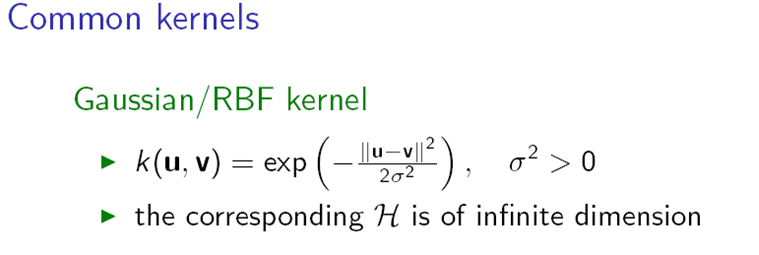 Common kernels
Gaussian/RBF kernel
▶ k(u, v) = exp(−‖u−v‖²/2σ²), σ² > 0
▶ the corresponding ℋ is of infinite dimension